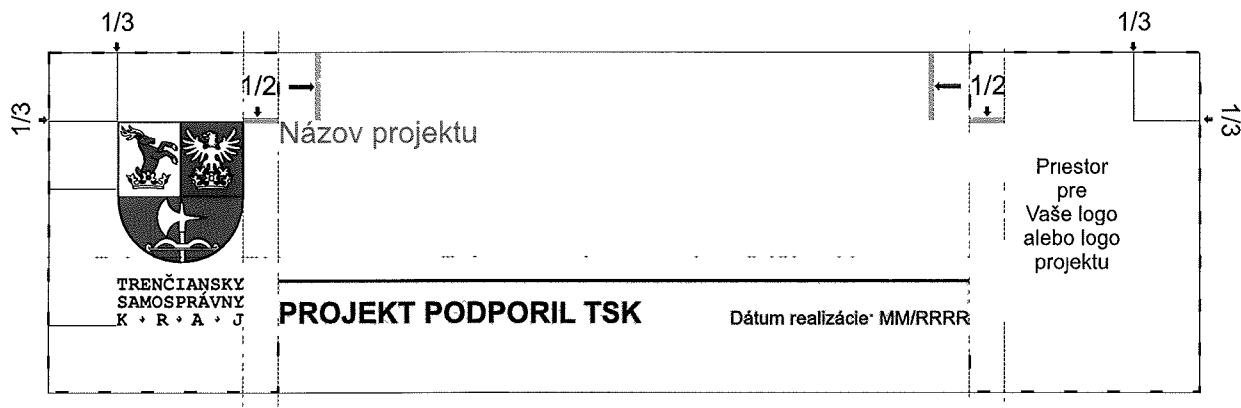 1/3
1/3
1/2
1/2
1/3
1/3
Názov projektu
Priestor
pre
Vaše logo
alebo logo
projektu
TRENČIANSKY
SAMOSPRÁVNY
K • R • A • J
PROJEKT PODPORIL TSK
Dátum realizácie: MM/RRRR